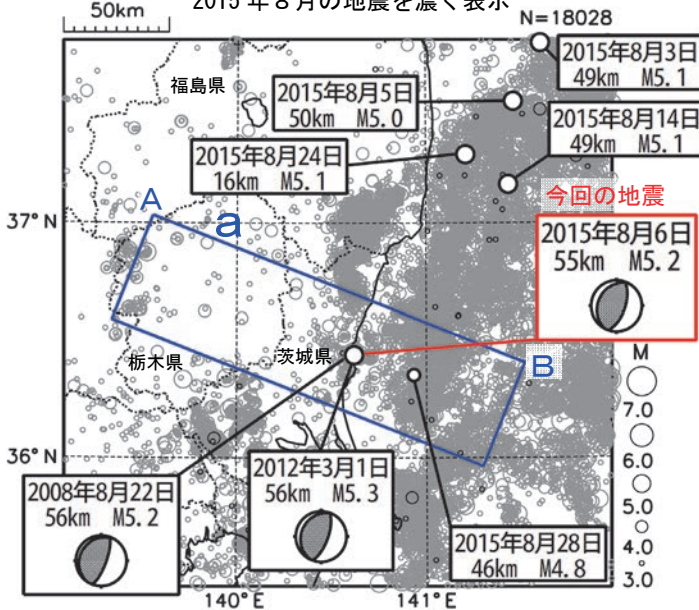 2015年８月の地震を濃く表示
50km
N=18028
福島県
2015年8月3日
49km M5.1
2015年8月5日
50km M5.0
2015年8月14日
49km M5.1
2015年8月24日
16km M5.1
A
a
37°N
今回の地震
2015年8月6日
55km M5.2
栃木県
茨城県
B
M
7.0
6.0
5.0
4.0
3.0
36°N
2008年8月22日
56km M5.2
2012年3月1日
56km M5.3
2015年8月28日
46km M4.8
140°E
141°E